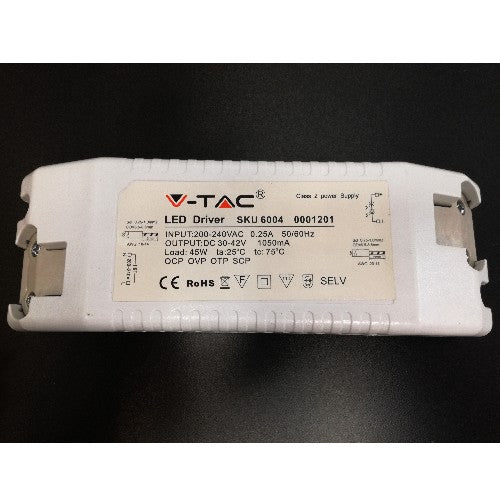 V-TAC®
Class 2 power Supply
LED Driver SKU 6004 0001201
INPUT:200-240VAC 0.25A 50/60Hz
OUTPUT:DC 30-42V 1050mA
Load: 45W ta:25°C tc: 75°C
OCP OVP OTP SCP
CE RoHS F SELV